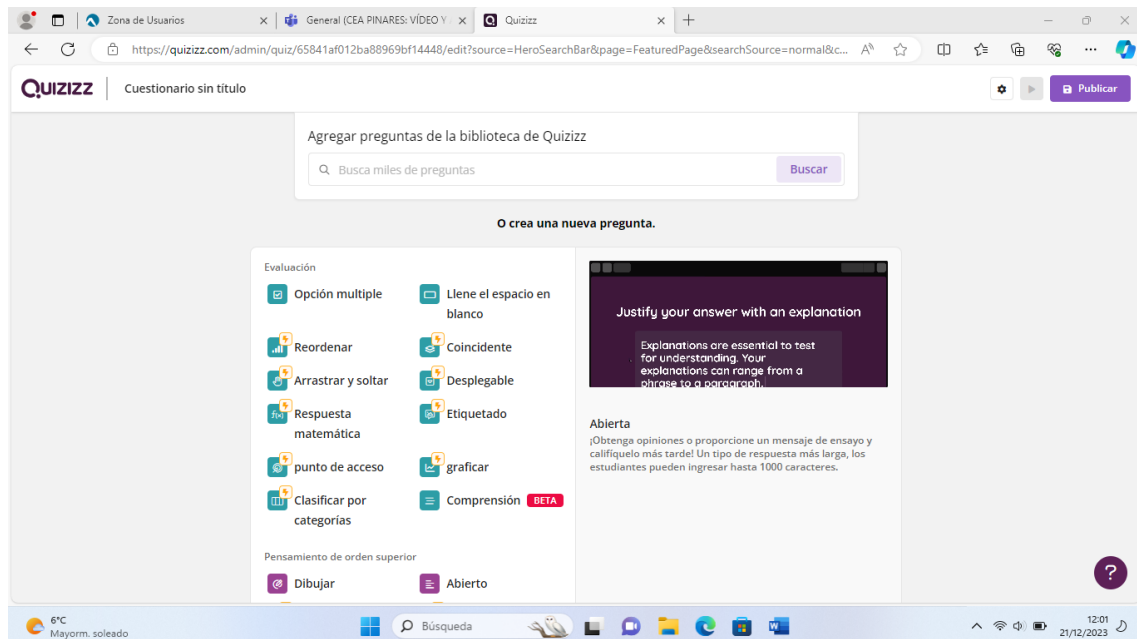 Zona de Usuarios
General (CEA PINARES: VÍDEO Y
Quizizz
https://quizizz.com/admin/quiz/65841af012ba88969bf14448/edit?source=HeroSearchBar&page=FeaturedPage&searchSource=normal&c...
QUIZIZZ
Cuestionario sin título
Publicar
Agregar preguntas de la biblioteca de Quizizz
Busca miles de preguntas
Buscar
O crea una nueva pregunta.
Evaluación
Opción multiple
Llene el espacio en
blanco
Reordenar
Coincidente
Arrastrar y soltar
Desplegable
Respuesta
matemática
Etiquetado
punto de acceso
graficar
Clasificar por
categorías
Comprensión BETA
Pensamiento de orden superior
Dibujar
Abierto
Justify your answer with an explanation
Explanations are essential to test
for understanding. Your
explanations can range from a
phrase to a paragraph.
Abierta
¡Obtenga opiniones o proporcione un mensaje de ensayo y
califíquelo más tarde! Un tipo de respuesta más larga, los
estudiantes pueden ingresar hasta 1000 caracteres.
?
6°C
Mayorm. soleado
Búsqueda
12:01
21/12/2023